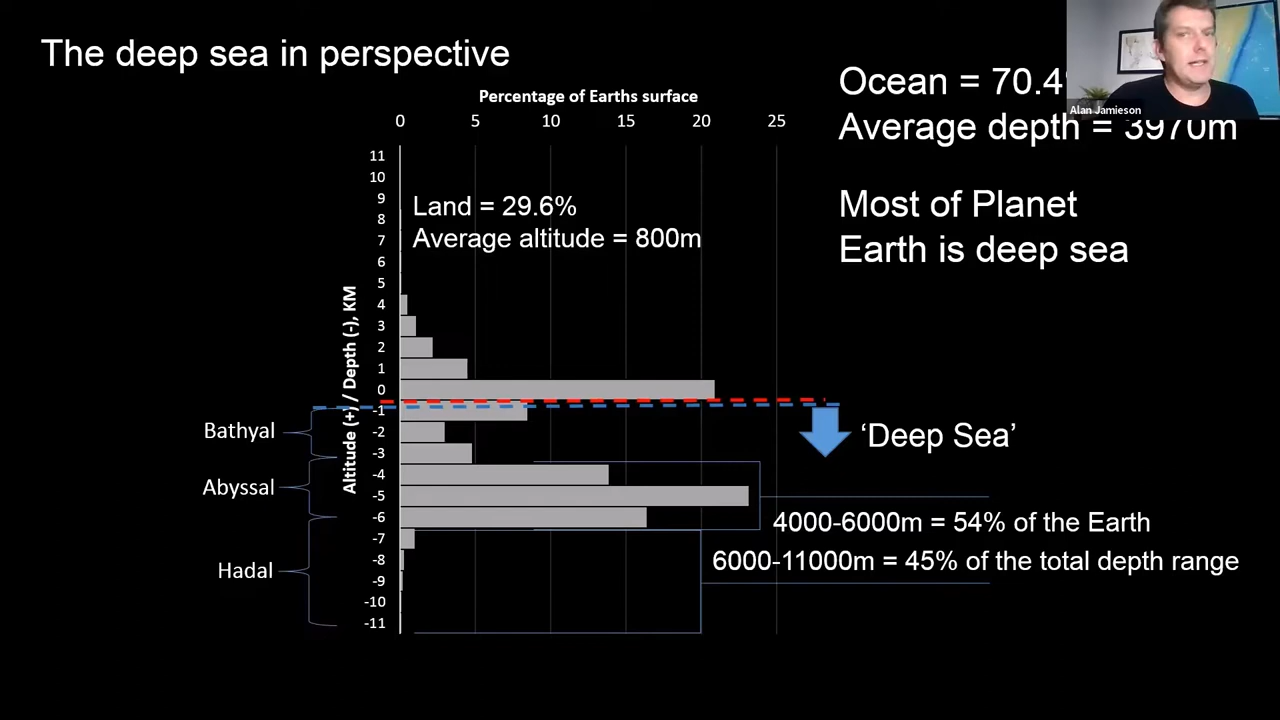 The deep sea in perspective
Percentage of Earths surface
0 5 10 15 20 25
Ocean = 70.4
Average depth = 3970m
Alan Jamieson
Most of Planet
Earth is deep sea
Land = 29.6%
Average altitude = 800m
Altitude (+) / Depth (-), KM
11
10
9
8
7
6
5
4
3
2
1
0
-1
-2
-3
-4
-5
-6
-7
-8
-9
-10
-11
Bathyal
Abyssal
Hadal
‘Deep Sea’
4000-6000m = 54% of the Earth
6000-11000m = 45% of the total depth range